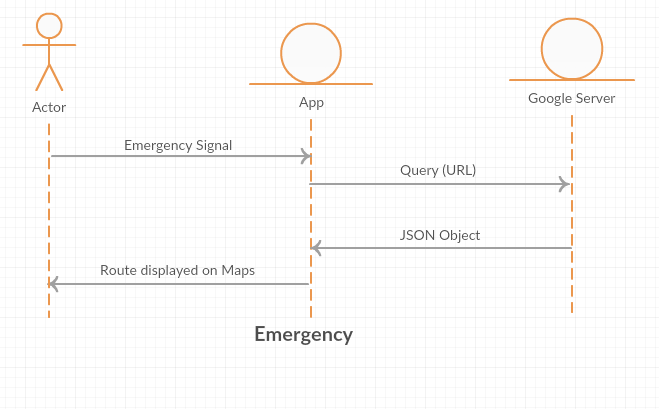 Actor
App
Google Server
Emergency Signal
Query (URL)
JSON Object
Route displayed on Maps
Emergency